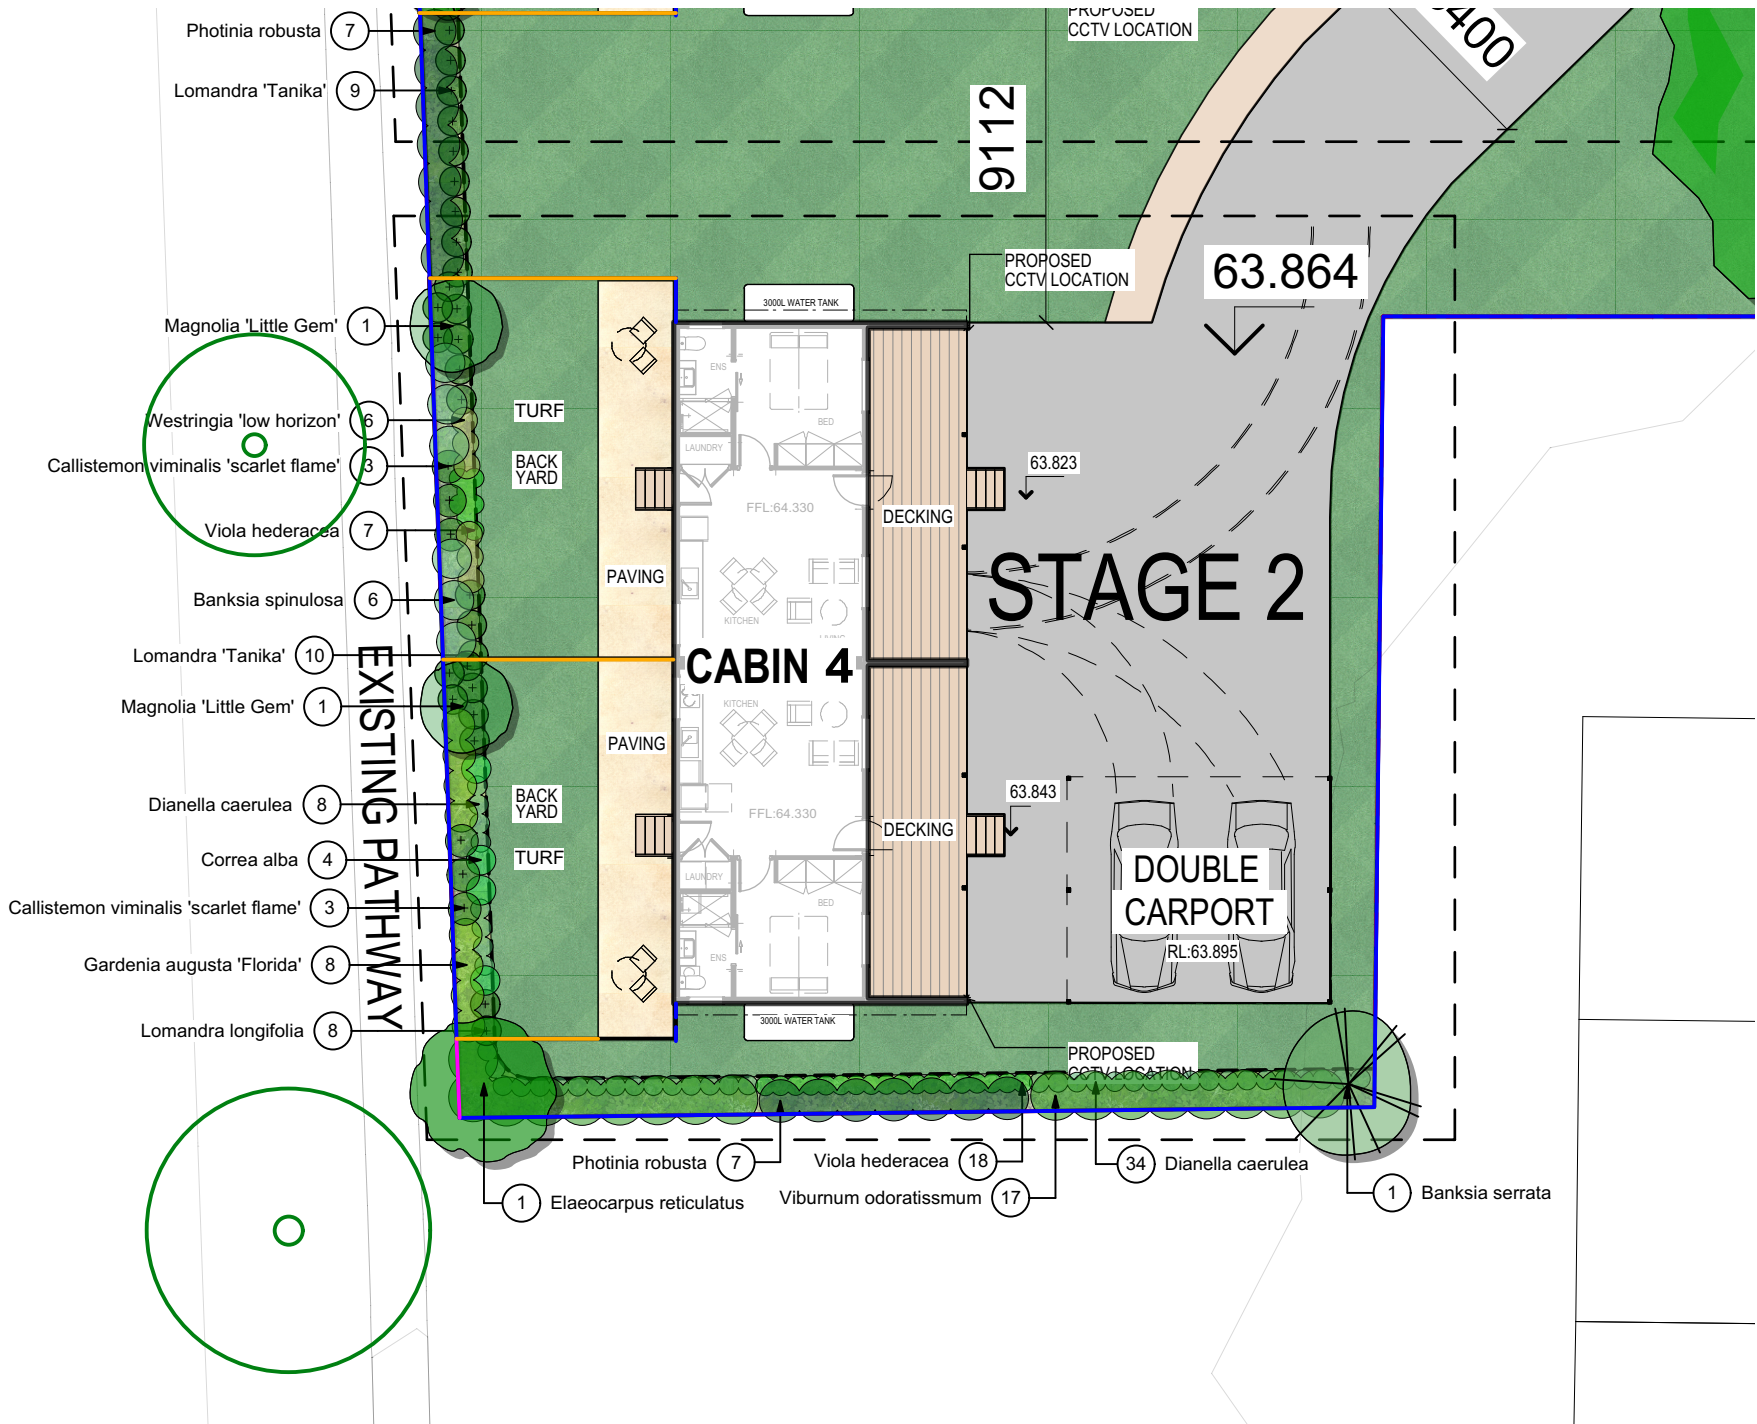 Photinia robusta 7
Lomandra 'Tanika' 9
PROPOSED
CCTV LOCATION
9112
PROPOSED
CCTV LOCATION
63.864
3000L WATER TANK
Magnolia 'Little Gem' 1
ENS
BED
Westringia 'low horizon' 6
TURF
LAUNDRY
Callistemon viminalis 'scarlet flame' 3
BACK
YARD
63.823
FFL:64.330
DECKING
Viola hederacea 7
STAGE 2
PAVING
Banksia spinulosa 6
KITCHEN
Lomandra 'Tanika' 10
CABIN 4
Magnolia 'Little Gem' 1
KITCHEN
EXISTING PATHWAY
PAVING
Dianella caerulea 8
BACK
YARD
63.843
FFL:64.330
DECKING
Correa alba 4
TURF
LAUNDRY
DOUBLE
CARPORT
RL:63.895
Callistemon viminalis 'scarlet flame' 3
BED
Gardenia augusta 'Florida' 8
ENS
Lomandra longifolia 8
3000L WATER TANK
PROPOSED
CCTV LOCATION
Photinia robusta 7
Viola hederacea 18
34 Dianella caerulea
1 Elaeocarpus reticulatus
Viburnum odoratissmum 17
1 Banksia serrata